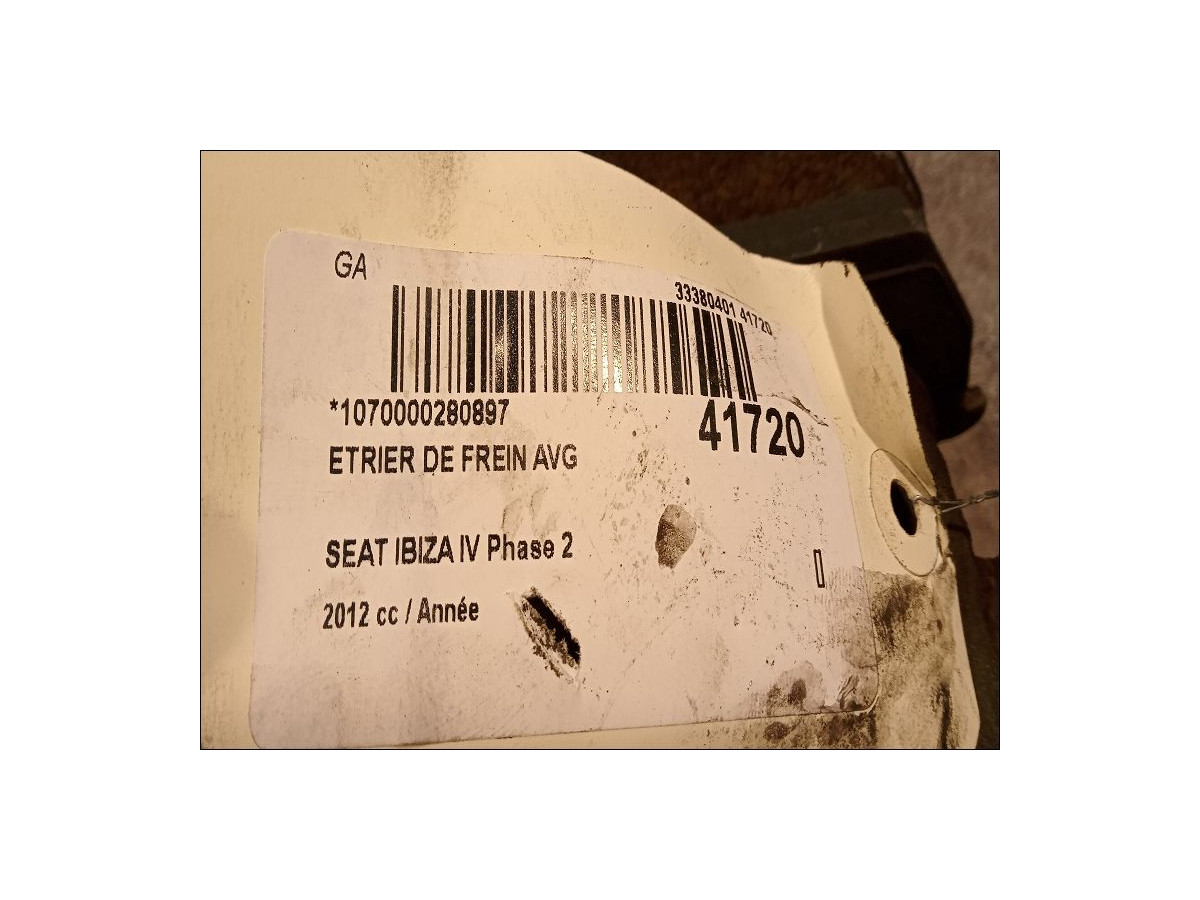 GA
33380401 41720
*1070000280897
41720
ETRIER DE FREIN AVG
SEAT IBIZA IV Phase 2
2012 cc / Année